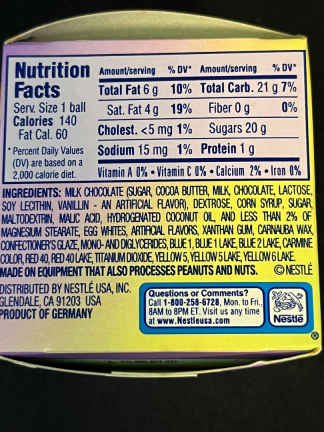 Nutrition Facts
Serv. Size 1 ball
Calories 140
Fat Cal. 60
*Percent Daily Values
(DV) are based on a
2,000 calorie diet.
Amount/serving % DV* Amount/serving % DV*
Total Fat 6 g 10% Total Carb. 21 g 7%
Sat. Fat 4 g 19% Fiber 0 g 0%
Cholest. <5 mg 1% Sugars 20 g
Sodium 15 mg 1% Protein 1 g
Vitamin A 0% • Vitamin C 0% • Calcium 2% • Iron 0%
INGREDIENTS: MILK CHOCOLATE (SUGAR, COCOA BUTTER, MILK, CHOCOLATE, LACTOSE,
SOY LECITHIN, VANILLIN - AN ARTIFICIAL FLAVOR), DEXTROSE, CORN SYRUP, SUGAR,
MALTODEXTRIN, MALIC ACID, HYDROGENATED COCONUT OIL, AND LESS THAN 2% OF
MAGNESIUM STEARATE, EGG WHITES, ARTIFICIAL FLAVORS, XANTHAN GUM, CARNAUBA WAX,
CONFECTIONER'S GLAZE, MONO- AND DIGLYCERIDES, BLUE 1, BLUE 1 LAKE, BLUE 2 LAKE, CARMINE
COLOR, RED 40, RED 40 LAKE, TITANIUM DIOXIDE, YELLOW 5, YELLOW 5 LAKE, YELLOW 6 LAKE.
MADE ON EQUIPMENT THAT ALSO PROCESSES PEANUTS AND NUTS. © NESTLÉ
DISTRIBUTED BY NESTLÉ USA, INC.
GLENDALE, CA 91203 USA
PRODUCT OF GERMANY
Questions or Comments?
Call 1-800-258-6728, Mon. to Fri.,
8AM to 8PM ET. Visit us any time
at www.NestleUSA.com
Nestlé
®